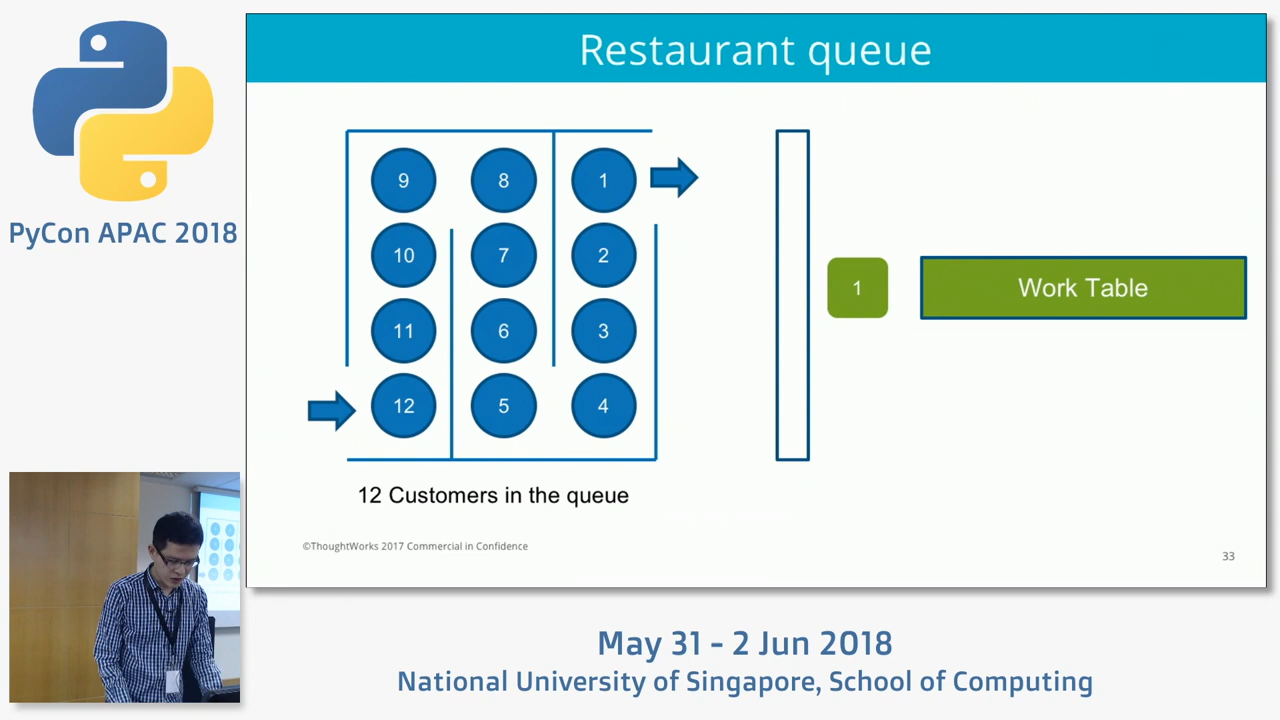 PyCon APAC 2018
Restaurant queue
9 8 1
10 7 2
11 6 3
12 5 4
1
Work Table
12 Customers in the queue
©ThoughtWorks 2017 Commercial in Confidence
33
May 31 - 2 Jun 2018
National University of Singapore, School of Computing